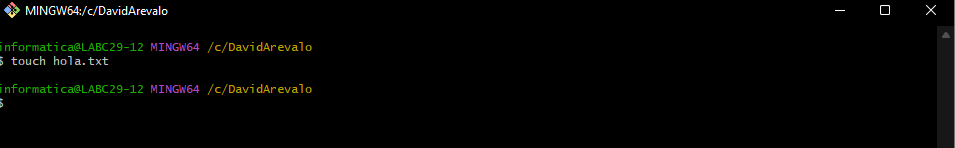 MINGW64:/c/DavidArevalo
informatica@LABC29-12 MINGW64 /c/DavidArevalo
$ touch hola.txt
informatica@LABC29-12 MINGW64 /c/DavidArevalo
$